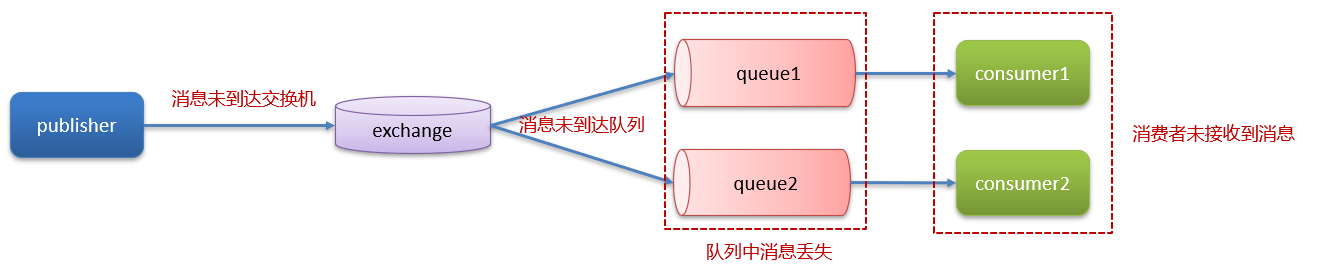 publisher
消息未到达交换机
exchange
消息未到达队列
queue1
queue2
队列中消息丢失
consumer1
consumer2
消费者未接收到消息